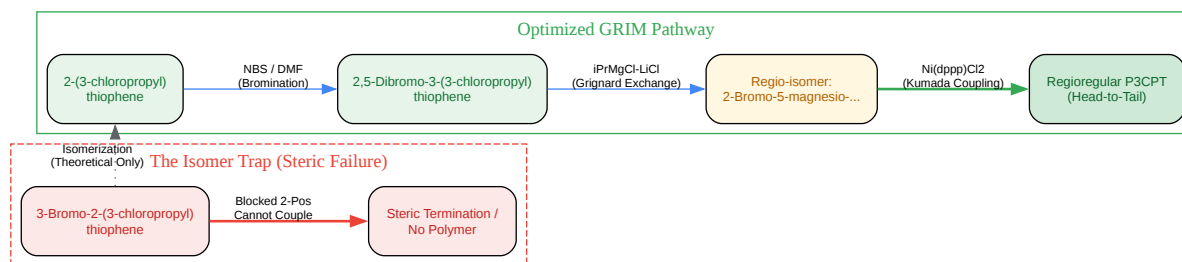 Optimized GRIM Pathway
2-(3-chloropropyl)
thiophene
NBS / DMF
(Bromination)
2,5-Dibromo-3-(3-chloropropyl)
thiophene
iPrMgCl-LiCl
(Grignard Exchange)
Regio-isomer:
2-Bromo-5-magnesio-...
Ni(dppp)Cl2
(Kumada Coupling)
Regioregular P3CPT
(Head-to-Tail)
Isomerization
(Theoretical Only)
The Isomer Trap (Steric Failure)
3-Bromo-2-(3-chloropropyl)
thiophene
Blocked 2-Pos
Cannot Couple
Steric Termination /
No Polymer